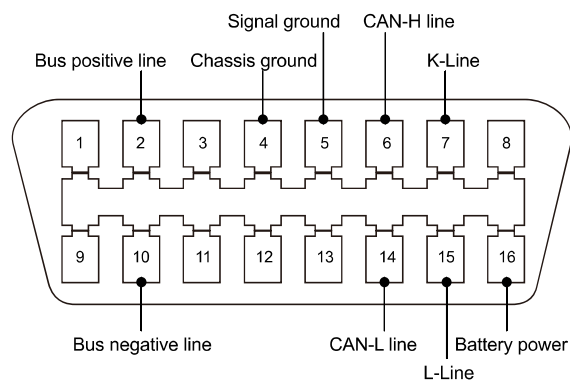 Signal ground CAN-H line
Bus positive line Chassis ground K-Line
1 2 3 4 5 6 7 8
9 10 11 12 13 14 15 16
Bus negative line CAN-L line Battery power
L-Line